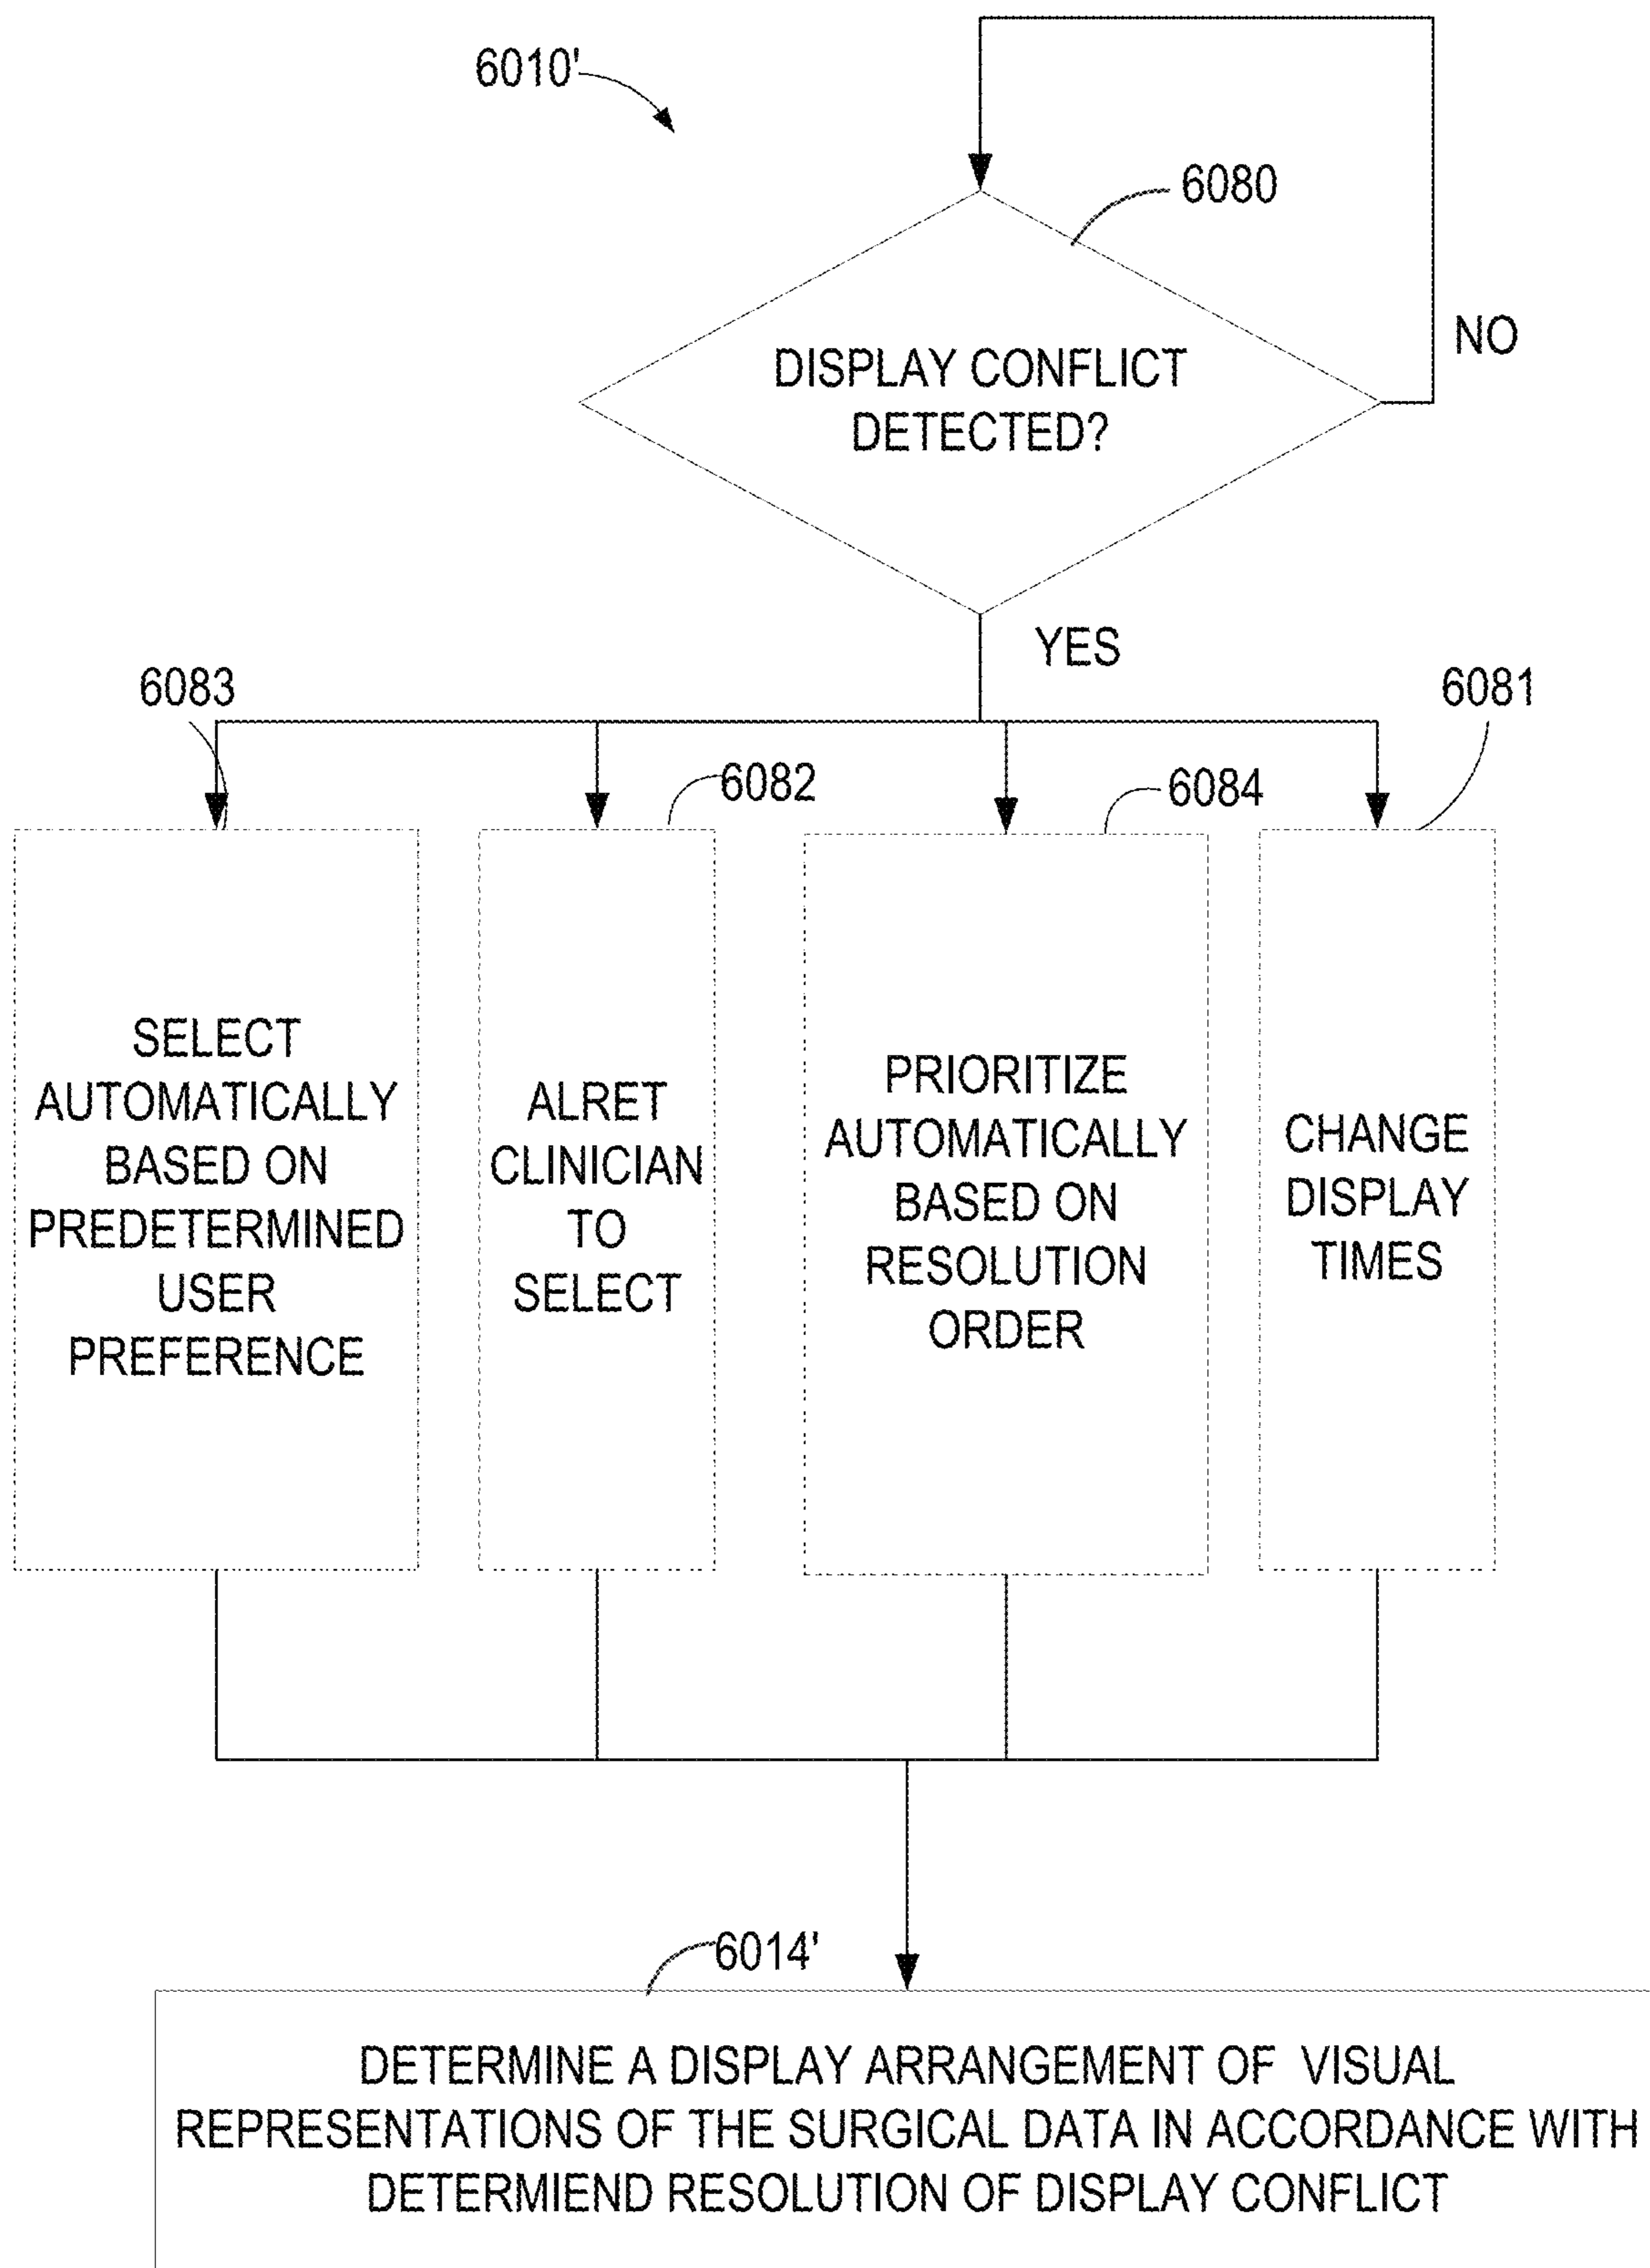 6010'
6080
DISPLAY CONFLICT
DETECTED?
NO
YES
6083
6082
6084
6081
SELECT
AUTOMATICALLY
BASED ON
PREDETERMINED
USER
PREFERENCE
ALRET
CLINICIAN
TO
SELECT
PRIORITIZE
AUTOMATICALLY
BASED ON
RESOLUTION
ORDER
CHANGE
DISPLAY
TIMES
6014'
DETERMINE A DISPLAY ARRANGEMENT OF VISUAL
REPRESENTATIONS OF THE SURGICAL DATA IN ACCORDANCE WITH
DETERMIEND RESOLUTION OF DISPLAY CONFLICT